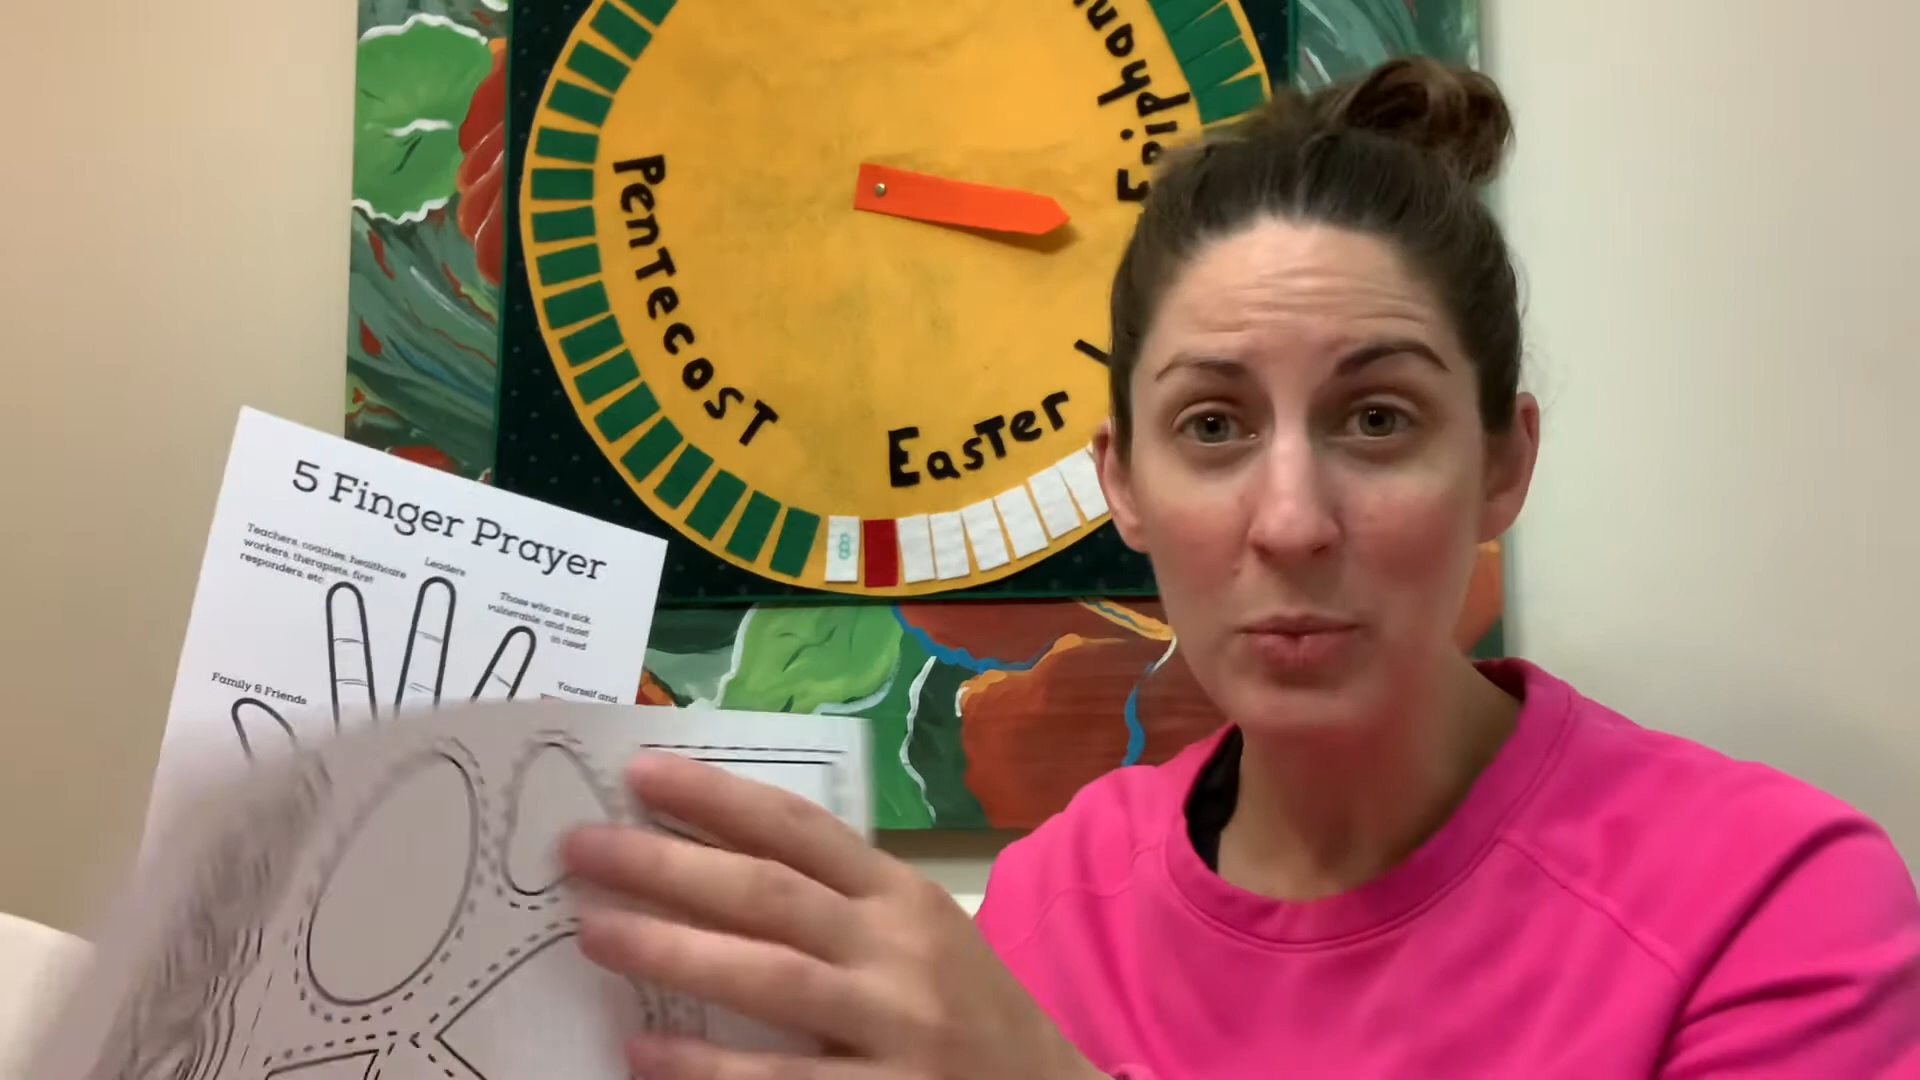 Epiphany
Pentecost
Easter
8
5 Finger Prayer
Teachers, coaches, healthcare
workers, therapists, first
responders, etc.
Leaders
Those who are sick,
vulnerable, and most
in need
Family & Friends
Yourself and